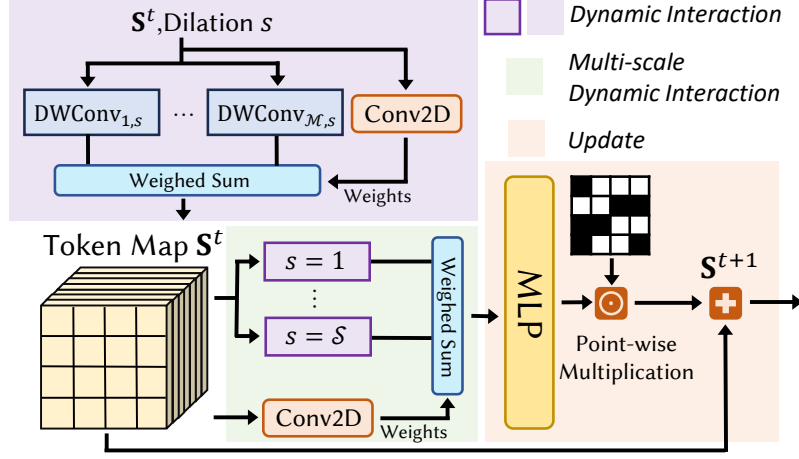 S^t, Dilation s
DWConv_{1,s}
...
DWConv_{M,s}
Conv2D
Weighed Sum
Weights
Dynamic Interaction
Multi-scale
Dynamic Interaction
Update
Token Map S^t
s = 1
⋮
s = S
Weighed Sum
Conv2D
Weights
MLP
Point-wise
Multiplication
S^{t+1}